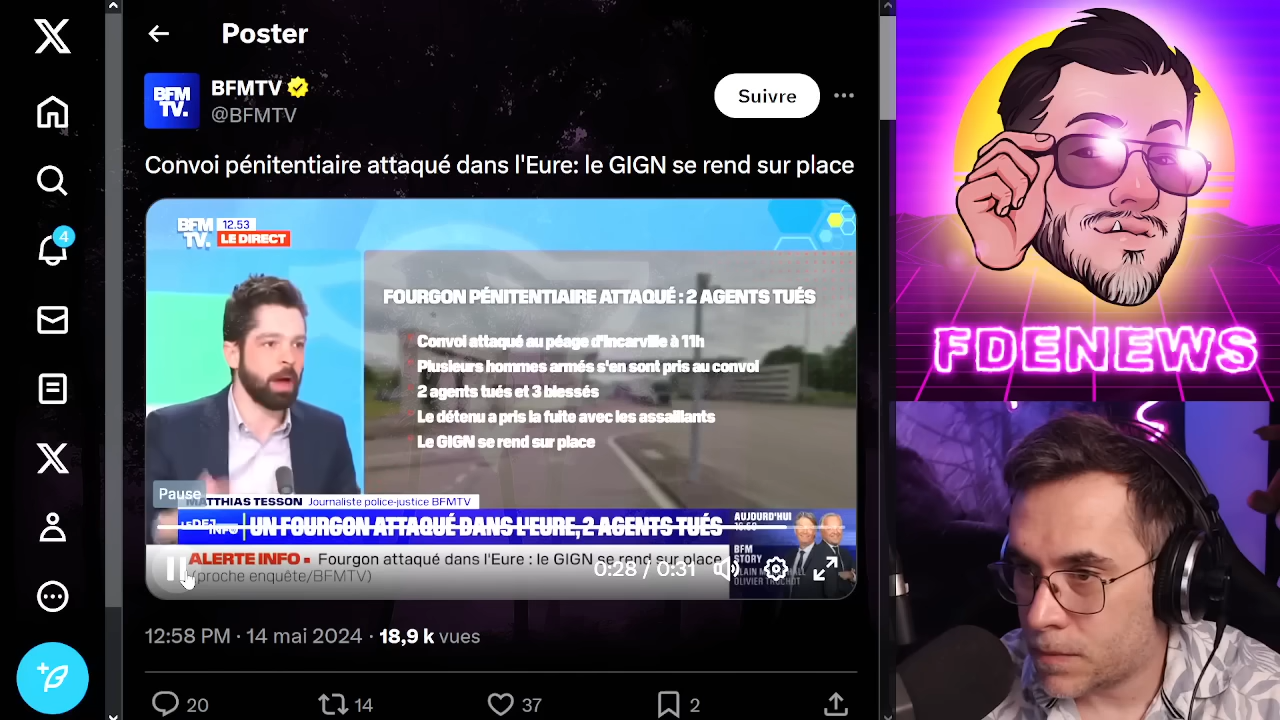 Poster
BFM
TV.
BFMTV
@BFMTV
Suivre
Convoi pénitentiaire attaqué dans l'Eure: le GIGN se rend sur place
BFM
TV.
12.53
LE DIRECT
FOURGON PÉNITENTIAIRE ATTAQUÉ : 2 AGENTS TUÉS
Convoi attaqué au péage d'Incarville à 11h
Plusieurs hommes armés s'en sont pris au convoi
2 agents tués et 3 blessés
Le détenu a pris la fuite avec les assaillants
Le GIGN se rend sur place
Pause
MATTHIAS TESSON Journaliste police-justice BFMTV
UN FOURGON ATTAQUÉ DANS L'EURE, 2 AGENTS TUÉS
AUJOURD'HUI
ALERTE INFO Fourgon attaqué dans l'Eure : le GIGN se rend sur place
(proche enquête/BFMTV)
BFM
STORY
OLIVIER TRUCHOT
0:28 / 0:31
12:58 PM · 14 mai 2024 · 18,9 k vues
20
14
37
2
4
FDENEWS